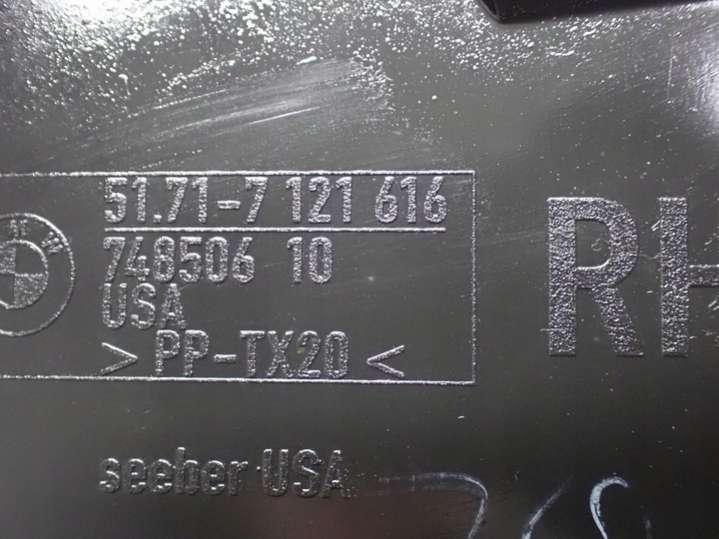 51.71-7 121 616
748506 10
USA
> PP-TX20 <
RH
seeber USA